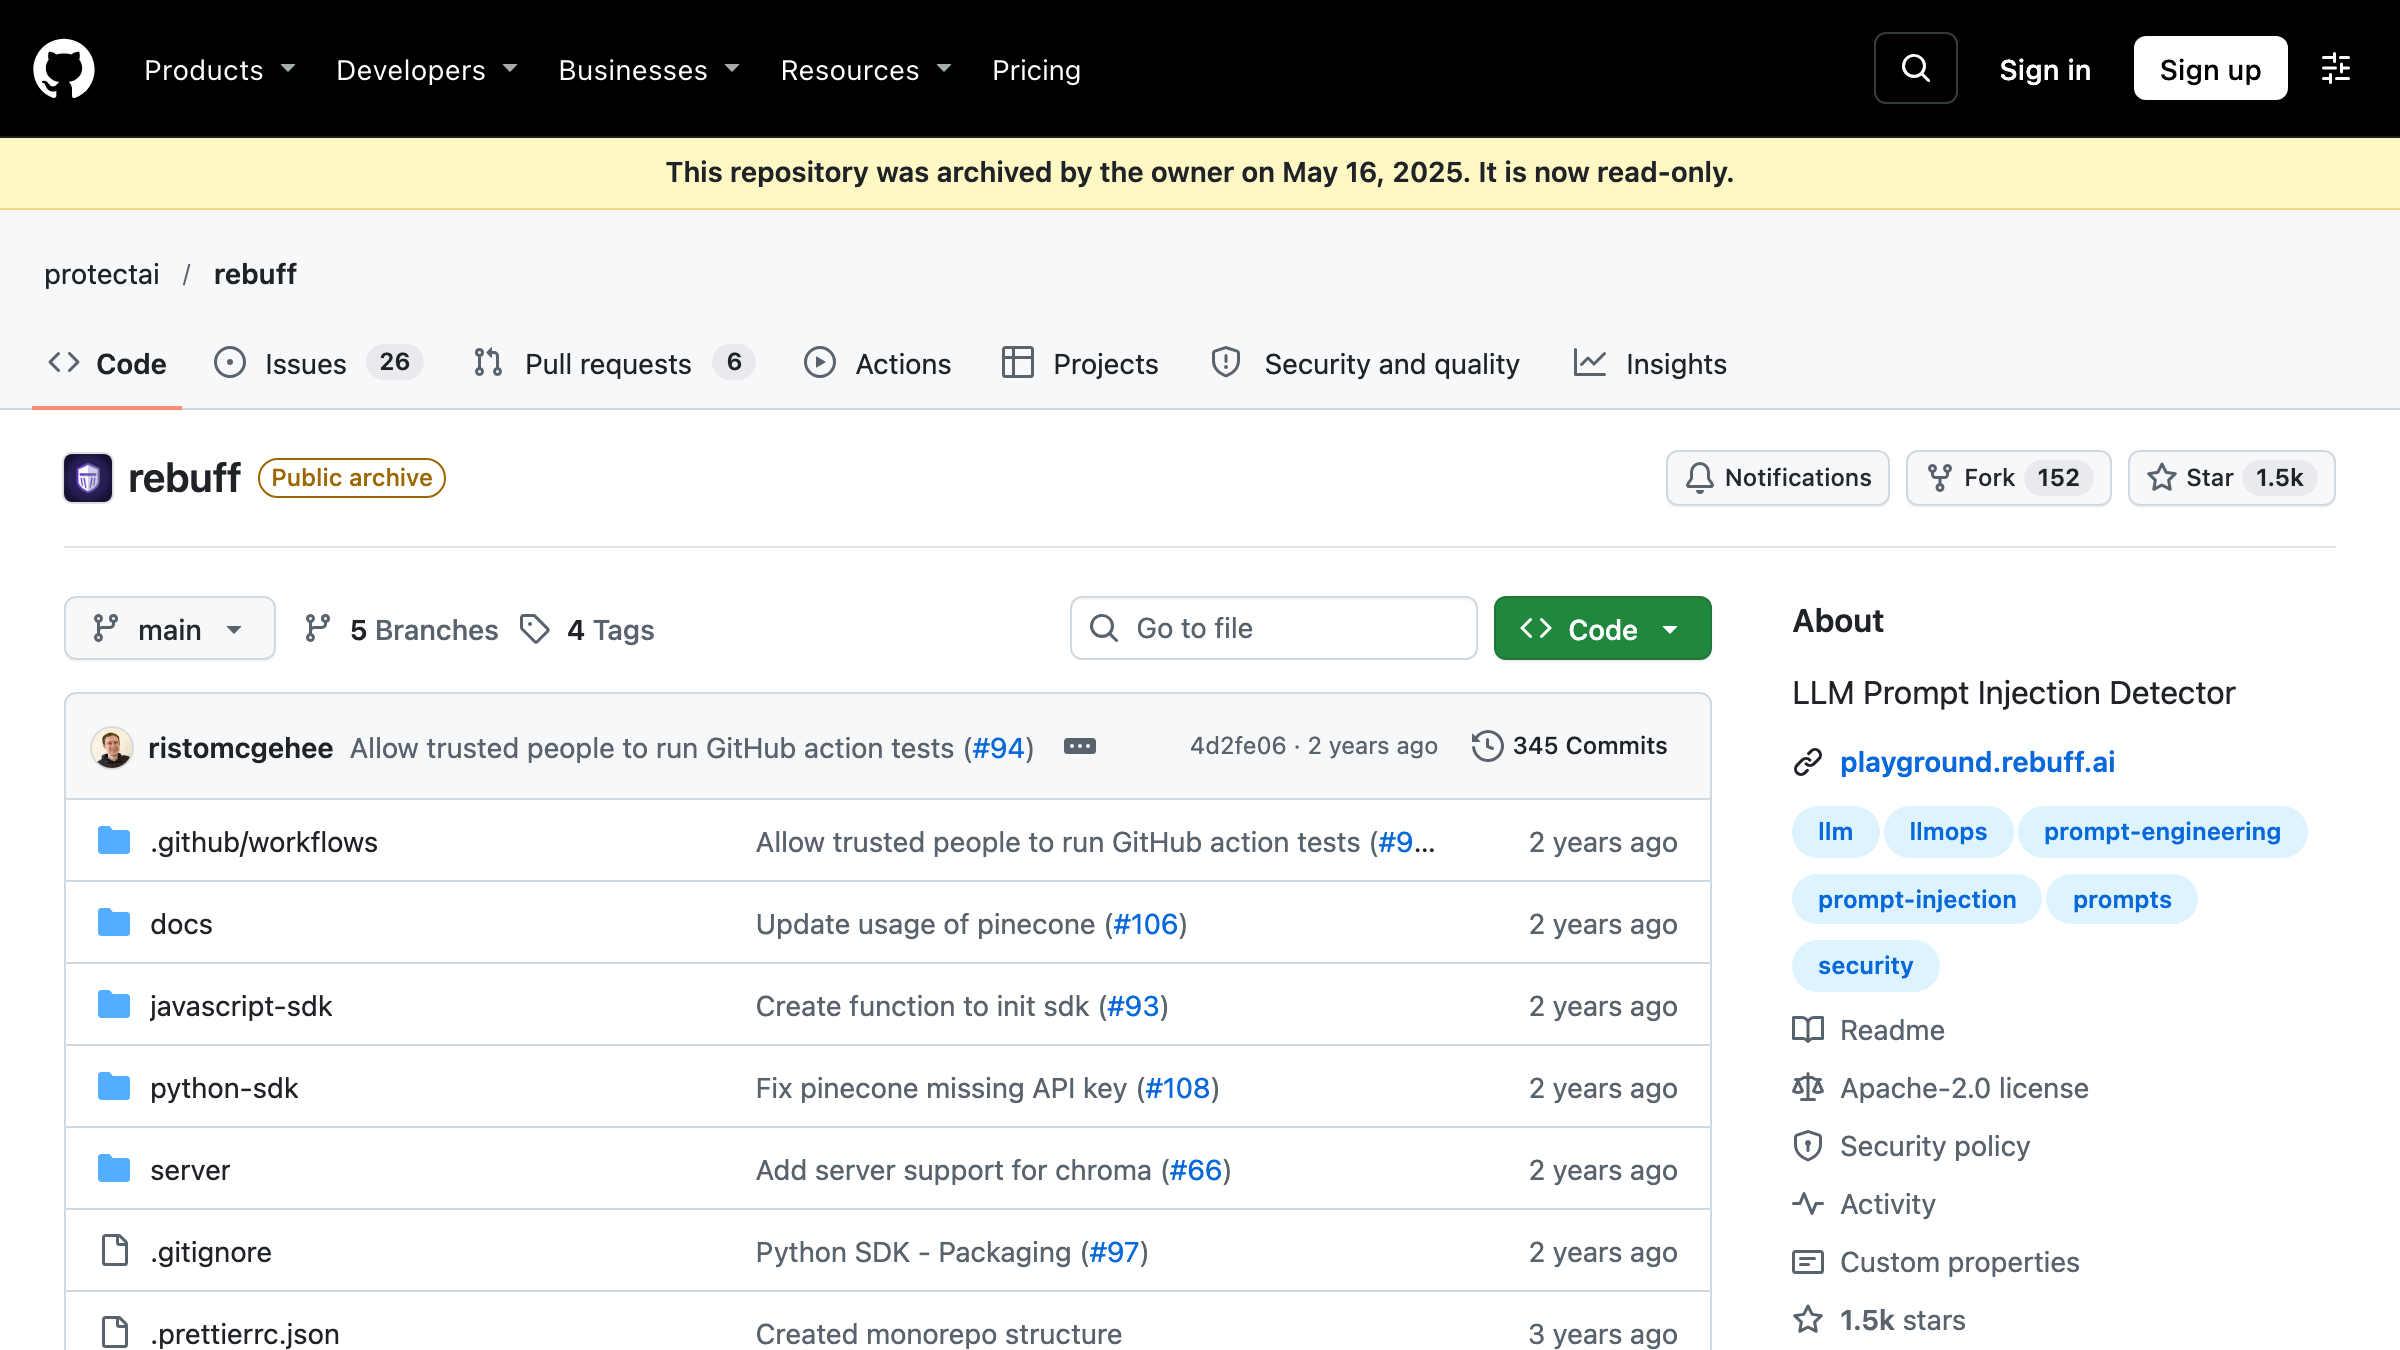 Products Developers Businesses Resources Pricing Sign in Sign up
This repository was archived by the owner on May 16, 2025. It is now read-only.
protectai / rebuff
Code Issues 26 Pull requests 6 Actions Projects Security and quality Insights
rebuff Public archive Notifications Fork 152 Star 1.5k
main 5 Branches 4 Tags Go to file Code
ristomcgehee Allow trusted people to run GitHub action tests (#94) 4d2fe06 · 2 years ago 345 Commits
.github/workflows Allow trusted people to run GitHub action tests (#9... 2 years ago
docs Update usage of pinecone (#106) 2 years ago
javascript-sdk Create function to init sdk (#93) 2 years ago
python-sdk Fix pinecone missing API key (#108) 2 years ago
server Add server support for chroma (#66) 2 years ago
.gitignore Python SDK - Packaging (#97) 2 years ago
.prettierrc.json Created monorepo structure 3 years ago
About
LLM Prompt Injection Detector
playground.rebuff.ai
llm llmops prompt-engineering
prompt-injection prompts
security
Readme
Apache-2.0 license
Security policy
Activity
Custom properties
1.5k stars